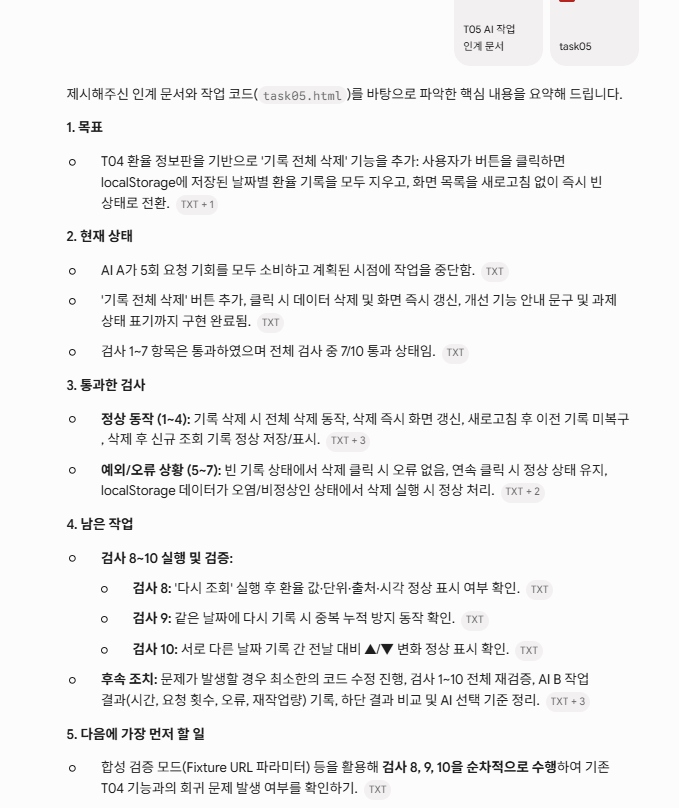 T05 AI 작업
인계 문서
task05
제시해주신 인계 문서와 작업 코드( task05.html )를 바탕으로 파악한 핵심 내용을 요약해 드립니다.
1. 목표
T04 환율 정보판을 기반으로 '기록 전체 삭제' 기능을 추가: 사용자가 버튼을 클릭하면
localStorage에 저장된 날짜별 환율 기록을 모두 지우고, 화면 목록을 새로고침 없이 즉시 빈
상태로 전환. TXT + 1
2. 현재 상태
AI A가 5회 요청 기회를 모두 소비하고 계획된 시점에 작업을 중단함. TXT
'기록 전체 삭제' 버튼 추가, 클릭 시 데이터 삭제 및 화면 즉시 갱신, 개선 기능 안내 문구 및 과제
상태 표기까지 구현 완료됨. TXT
검사 1~7 항목은 통과하였으며 전체 검사 중 7/10 통과 상태임. TXT
3. 통과한 검사
정상 동작 (1~4): 기록 삭제 시 전체 삭제 동작, 삭제 즉시 화면 갱신, 새로고침 후 이전 기록 미복구
, 삭제 후 신규 조회 기록 정상 저장/표시. TXT + 3
예외/오류 상황 (5~7): 빈 기록 상태에서 삭제 클릭 시 오류 없음, 연속 클릭 시 정상 상태 유지,
localStorage 데이터가 오염/비정상인 상태에서 삭제 실행 시 정상 처리. TXT + 2
4. 남은 작업
검사 8~10 실행 및 검증:
검사 8: '다시 조회' 실행 후 환율 값·단위·출처·시각 정상 표시 여부 확인. TXT
검사 9: 같은 날짜에 다시 기록 시 중복 누적 방지 동작 확인. TXT
검사 10: 서로 다른 날짜 기록 간 전날 대비 ▲/▼ 변화 정상 표시 확인. TXT
후속 조치: 문제가 발생할 경우 최소한의 코드 수정 진행, 검사 1~10 전체 재검증, AI B 작업
결과(시간, 요청 횟수, 오류, 재작업량) 기록, 하단 결과 비교 및 AI 선택 기준 정리. TXT + 3
5. 다음에 가장 먼저 할 일
합성 검증 모드(Fixture URL 파라미터) 등을 활용해 검사 8, 9, 10을 순차적으로 수행하여 기존
T04 기능과의 회귀 문제 발생 여부를 확인하기. TXT